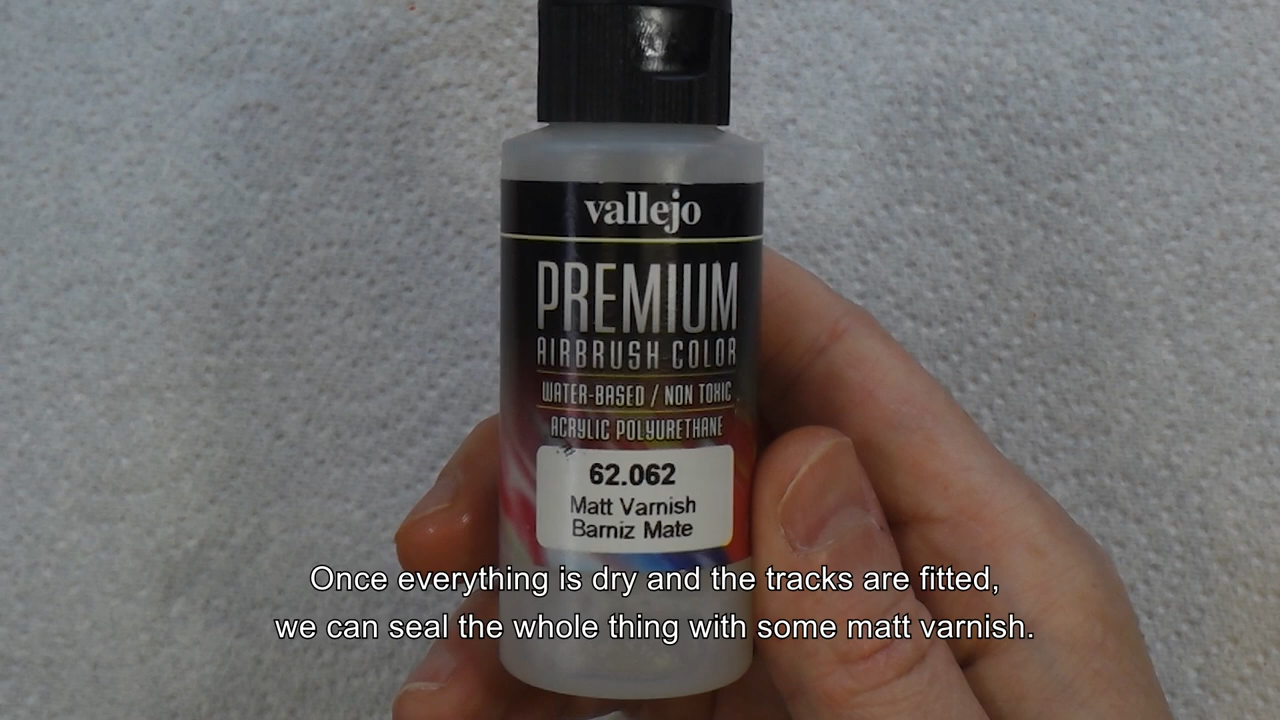 vallejo
PREMIUM
AIRBRUSH COLOR
WATER-BASED / NON TOXIC
ACRYLIC POLYURETHANE
62.062
Matt Varnish
Barniz Mate
Once everything is dry and the tracks are fitted,
we can seal the whole thing with some matt varnish.